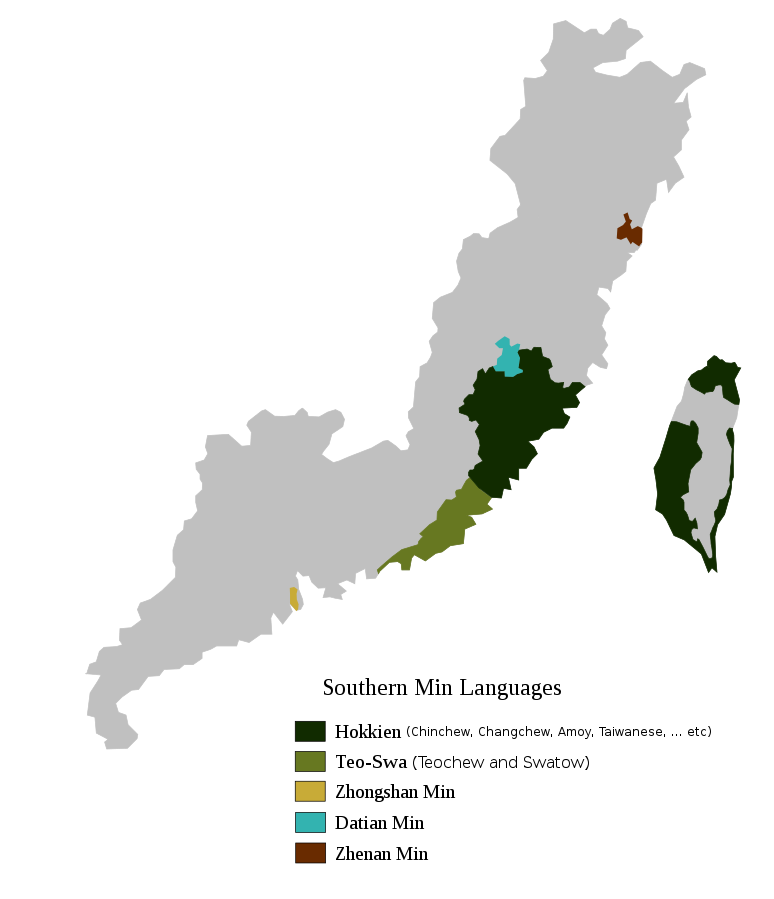 Southern Min Languages
Hokkien (Chinchew, Changchew, Amoy, Taiwanese, ... etc)
Teo-Swa (Teochew and Swatow)
Zhongshan Min
Datian Min
Zhenan Min